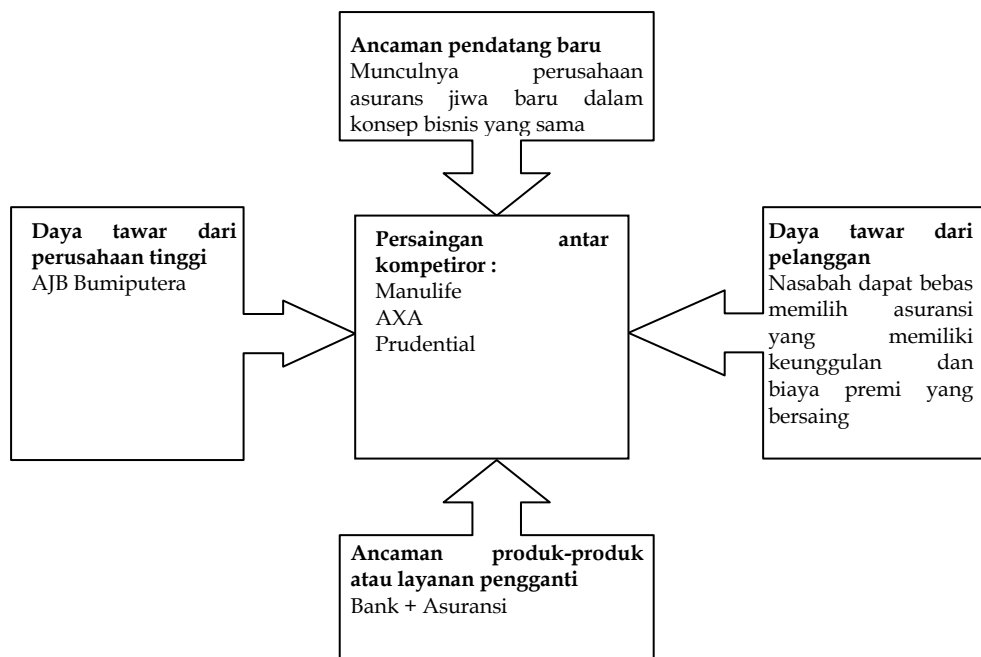 Ancaman pendatang baru
Munculnya perusahaan
asurans jiwa baru dalam
konsep bisnis yang sama
Daya tawar dari
perusahaan tinggi
AJB Bumiputera
Persaingan antar
kompetiror :
Manulife
AXA
Prudential
Daya tawar dari
pelanggan
Nasabah dapat bebas
memilih asuransi
yang memiliki
keunggulan dan
biaya premi yang
bersaing
Ancaman produk-produk
atau layanan pengganti
Bank + Asuransi